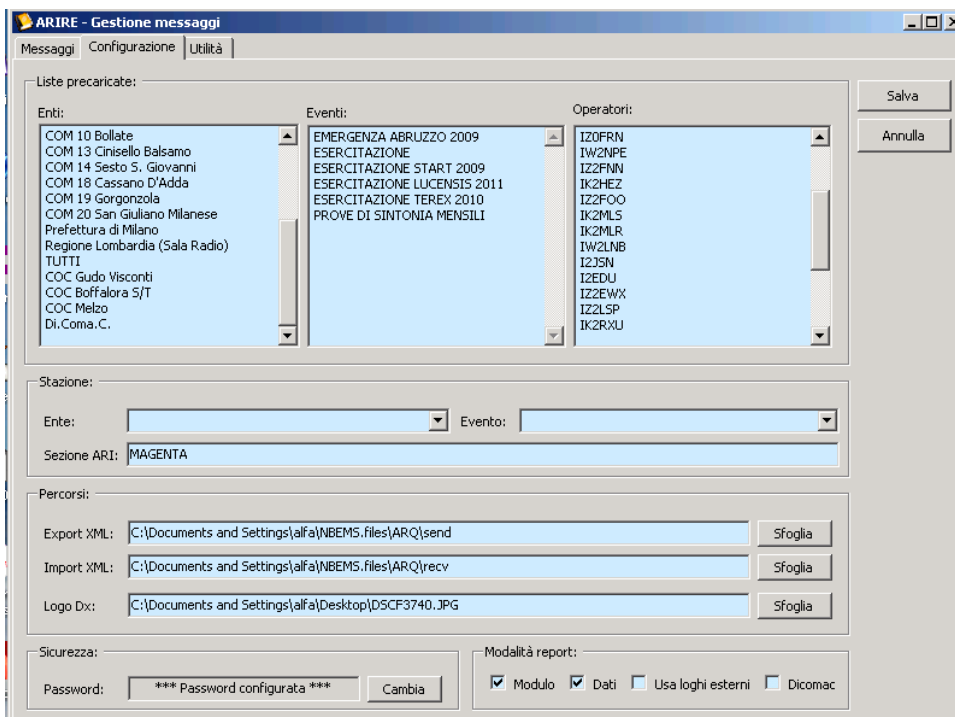 ARIRE - Gestione messaggi
Messaggi Configurazione Utilità
Liste precaricate:
Enti:
COM 10 Bollate
COM 13 Cinisello Balsamo
COM 14 Sesto S. Giovanni
COM 18 Cassano D'Adda
COM 19 Gorgonzola
COM 20 San Giuliano Milanese
Prefettura di Milano
Regione Lombardia (Sala Radio)
TUTTI
COC Gudo Visconti
COC Boffalora S/T
COC Melzo
Di.Coma.C.
Eventi:
EMERGENZA ABRUZZO 2009
ESERCITAZIONE
ESERCITAZIONE START 2009
ESERCITAZIONE LUCENSIS 2011
ESERCITAZIONE TEREX 2010
PROVE DI SINTONIA MENSILI
Operatori:
IZ0FRN
IW2NPE
IZ2FNN
IK2HEZ
IZ2FOO
IK2MLS
IK2MLR
IW2LNB
I2JSN
I2EDU
IZ2EWX
IZ2LSP
IK2RXU
Salva
Annulla
Stazione:
Ente: Evento:
Sezione ARI: MAGENTA
Percorsi:
Export XML: C:\Documents and Settings\alfa\NBEMS.files\ARQ\send Sfoglia
Import XML: C:\Documents and Settings\alfa\NBEMS.files\ARQ\recv Sfoglia
Logo Dx: C:\Documents and Settings\alfa\Desktop\DSCF3740.JPG Sfoglia
Sicurezza:
Password: *** Password configurata *** Cambia
Modalità report:
Modulo Dati Usa loghi esterni Dicomac